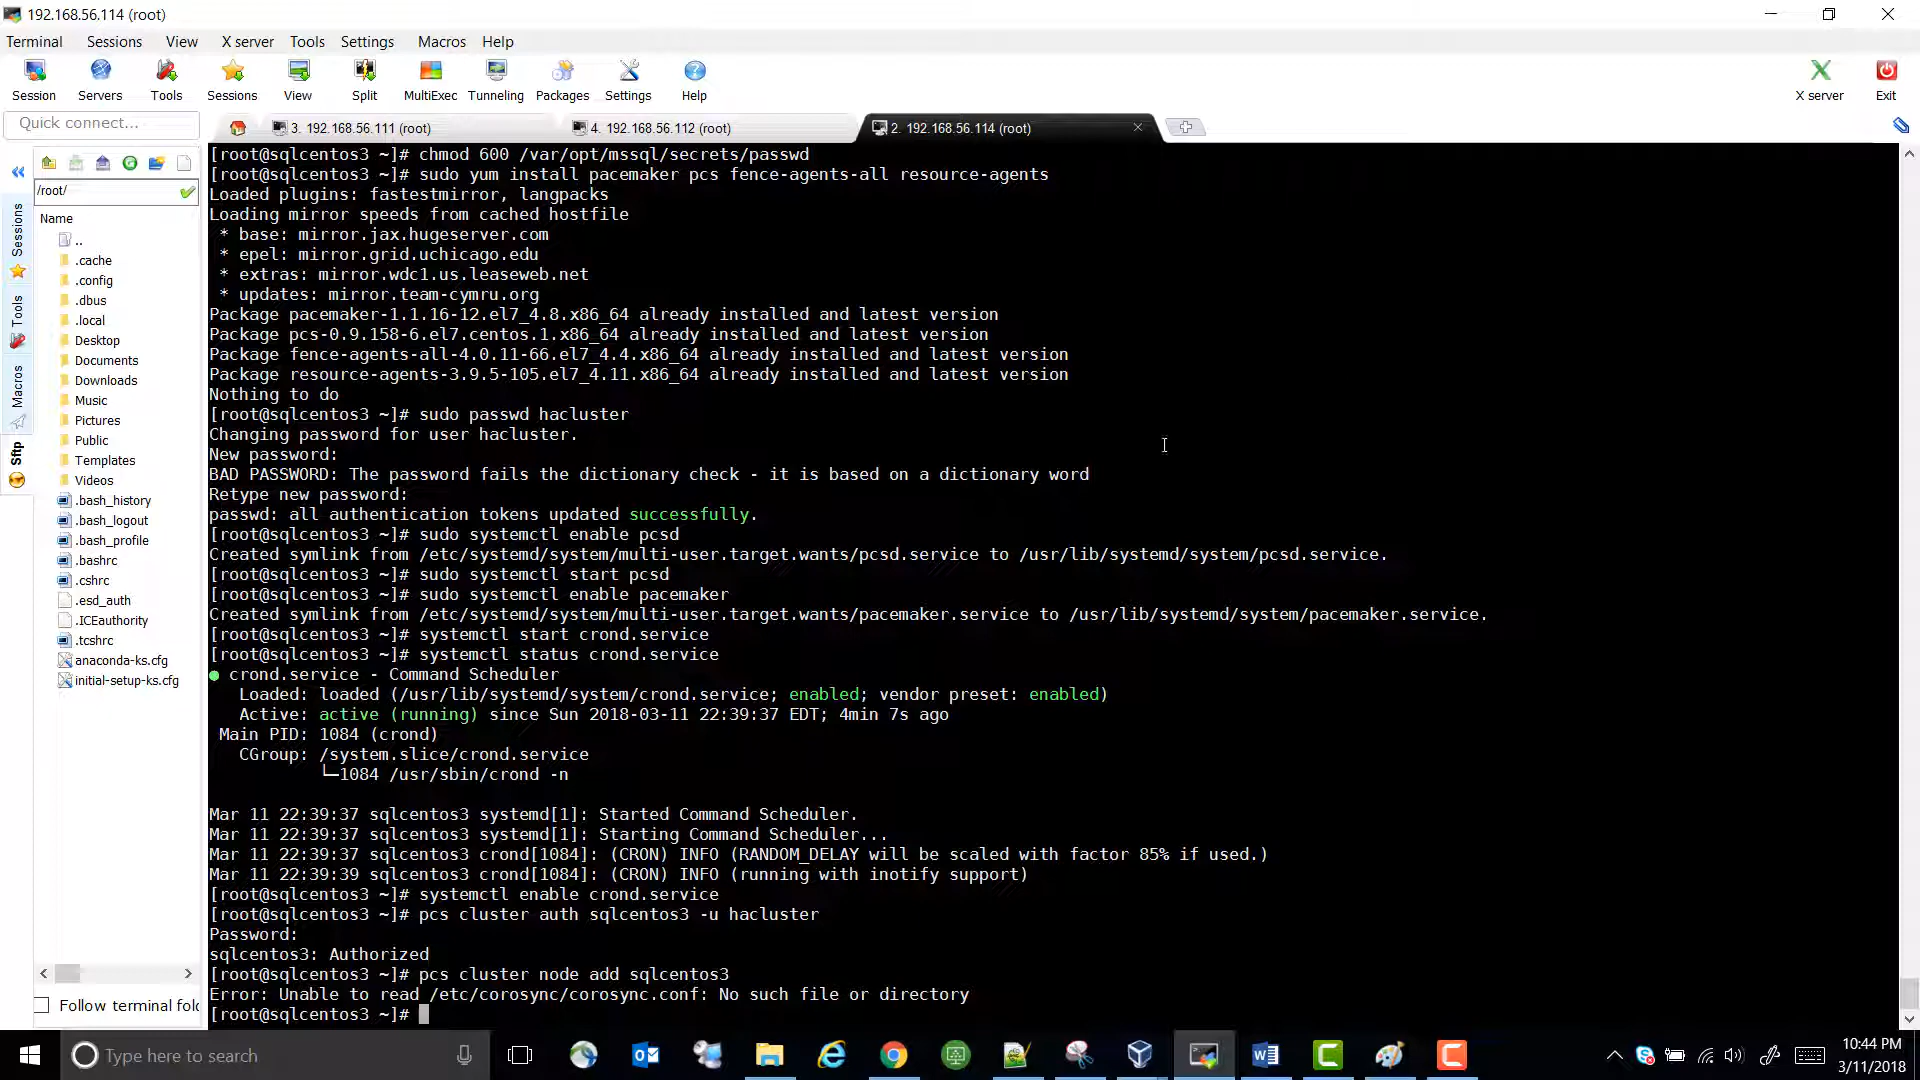 192.168.56.114 (root)
Terminal Sessions View X server Tools Settings Macros Help
Session Servers Tools Sessions View Split MultiExec Tunneling Packages Settings Help X server Exit
Quick connect...
3. 192.168.56.111 (root) 4. 192.168.56.112 (root) 2. 192.168.56.114 (root)
/root/
Name
..
.cache
.config
.dbus
.local
Desktop
Documents
Downloads
Music
Pictures
Public
Templates
Videos
.bash_history
.bash_logout
.bash_profile
.bashrc
.cshrc
.esd_auth
.ICEauthority
.tcshrc
anaconda-ks.cfg
initial-setup-ks.cfg
Follow terminal fold
Sessions
Tools
Macros
Sftp
[root@sqlcentos3 ~]# chmod 600 /var/opt/mssql/secrets/passwd
[root@sqlcentos3 ~]# sudo yum install pacemaker pcs fence-agents-all resource-agents
Loaded plugins: fastestmirror, langpacks
Loading mirror speeds from cached hostfile
* base: mirror.jax.hugeserver.com
* epel: mirror.grid.uchicago.edu
* extras: mirror.wdc1.us.leaseweb.net
* updates: mirror.team-cymru.org
Package pacemaker-1.1.16-12.el7_4.8.x86_64 already installed and latest version
Package pcs-0.9.158-6.el7.centos.1.x86_64 already installed and latest version
Package fence-agents-all-4.0.11-66.el7_4.4.x86_64 already installed and latest version
Package resource-agents-3.9.5-105.el7_4.11.x86_64 already installed and latest version
Nothing to do
[root@sqlcentos3 ~]# sudo passwd hacluster
Changing password for user hacluster.
New password:
BAD PASSWORD: The password fails the dictionary check - it is based on a dictionary word
Retype new password:
passwd: all authentication tokens updated successfully.
[root@sqlcentos3 ~]# sudo systemctl enable pcsd
Created symlink from /etc/systemd/system/multi-user.target.wants/pcsd.service to /usr/lib/systemd/system/pcsd.service.
[root@sqlcentos3 ~]# sudo systemctl start pcsd
[root@sqlcentos3 ~]# sudo systemctl enable pacemaker
Created symlink from /etc/systemd/system/multi-user.target.wants/pacemaker.service to /usr/lib/systemd/system/pacemaker.service.
[root@sqlcentos3 ~]# systemctl start crond.service
[root@sqlcentos3 ~]# systemctl status crond.service
● crond.service - Command Scheduler
Loaded: loaded (/usr/lib/systemd/system/crond.service; enabled; vendor preset: enabled)
Active: active (running) since Sun 2018-03-11 22:39:37 EDT; 4min 7s ago
Main PID: 1084 (crond)
CGroup: /system.slice/crond.service
└─1084 /usr/sbin/crond -n
Mar 11 22:39:37 sqlcentos3 systemd[1]: Started Command Scheduler.
Mar 11 22:39:37 sqlcentos3 systemd[1]: Starting Command Scheduler...
Mar 11 22:39:37 sqlcentos3 crond[1084]: (CRON) INFO (RANDOM_DELAY will be scaled with factor 85% if used.)
Mar 11 22:39:39 sqlcentos3 crond[1084]: (CRON) INFO (running with inotify support)
[root@sqlcentos3 ~]# systemctl enable crond.service
[root@sqlcentos3 ~]# pcs cluster auth sqlcentos3 -u hacluster
Password:
sqlcentos3: Authorized
[root@sqlcentos3 ~]# pcs cluster node add sqlcentos3
Error: Unable to read /etc/corosync/corosync.conf: No such file or directory
[root@sqlcentos3 ~]#
Type here to search
10:44 PM
3/11/2018